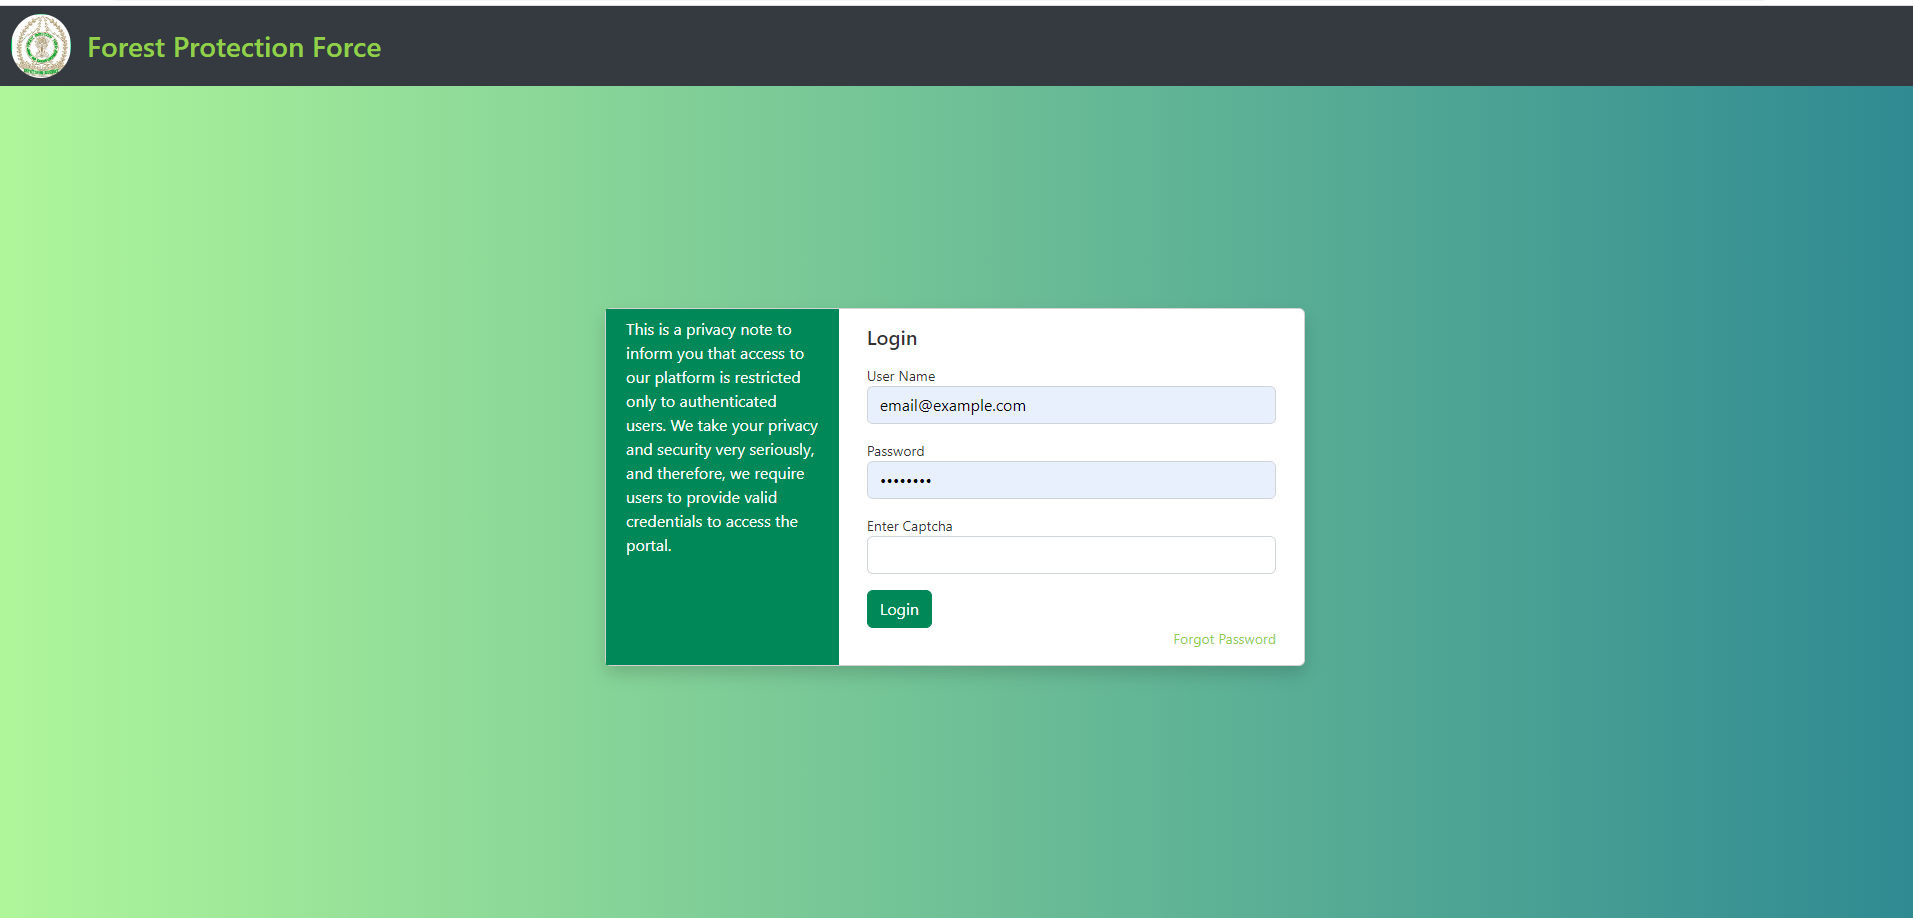 Forest Protection Force
This is a privacy note to
inform you that access to
our platform is restricted
only to authenticated
users. We take your privacy
and security very seriously,
and therefore, we require
users to provide valid
credentials to access the
portal.
Login
User Name
email@example.com
Password
••••••••
Enter Captcha
Login
Forgot Password